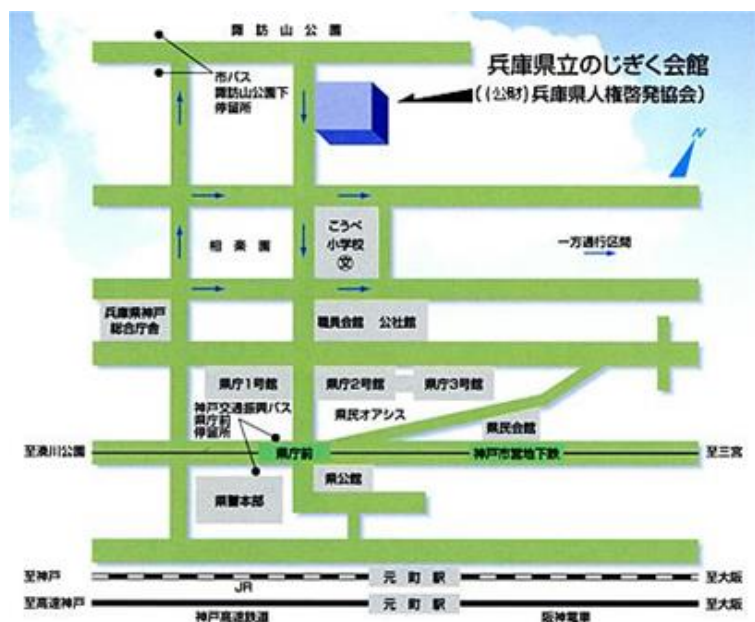 諏訪山公園
市バス
諏訪山公園下
停留所
兵庫県立のじぎく会館
((公財)兵庫県人権啓発協会)
N
こうべ
小学校
文
相楽園
一方通行区間
兵庫県神戸
総合庁舎
職員会館 公社館
県庁1号館
県庁2号館
県庁3号館
神戸交通振興バス
県庁前
停留所
県民オアシス
県民会館
至湊川公園
県庁前
神戸市営地下鉄
至三宮
県警本部
県公館
至神戸
JR
元町駅
至大阪
至高速神戸
神戸高速鉄道
元町駅
阪神電車
至大阪